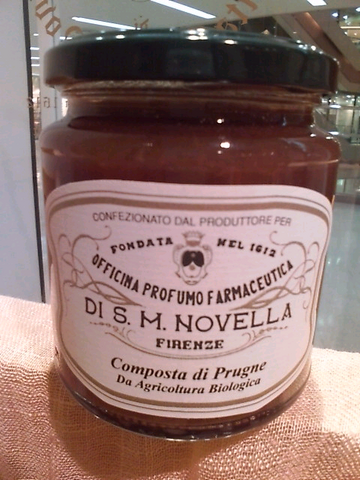 CONFEZIONATO DAL PRODUTTORE PER
FONDATA NEL 1612
OFFICINA PROFUMO FARMACEUTICA
DI S. M. NOVELLA
FIRENZE
Composta di Prugne
Da Agricoltura Biologica